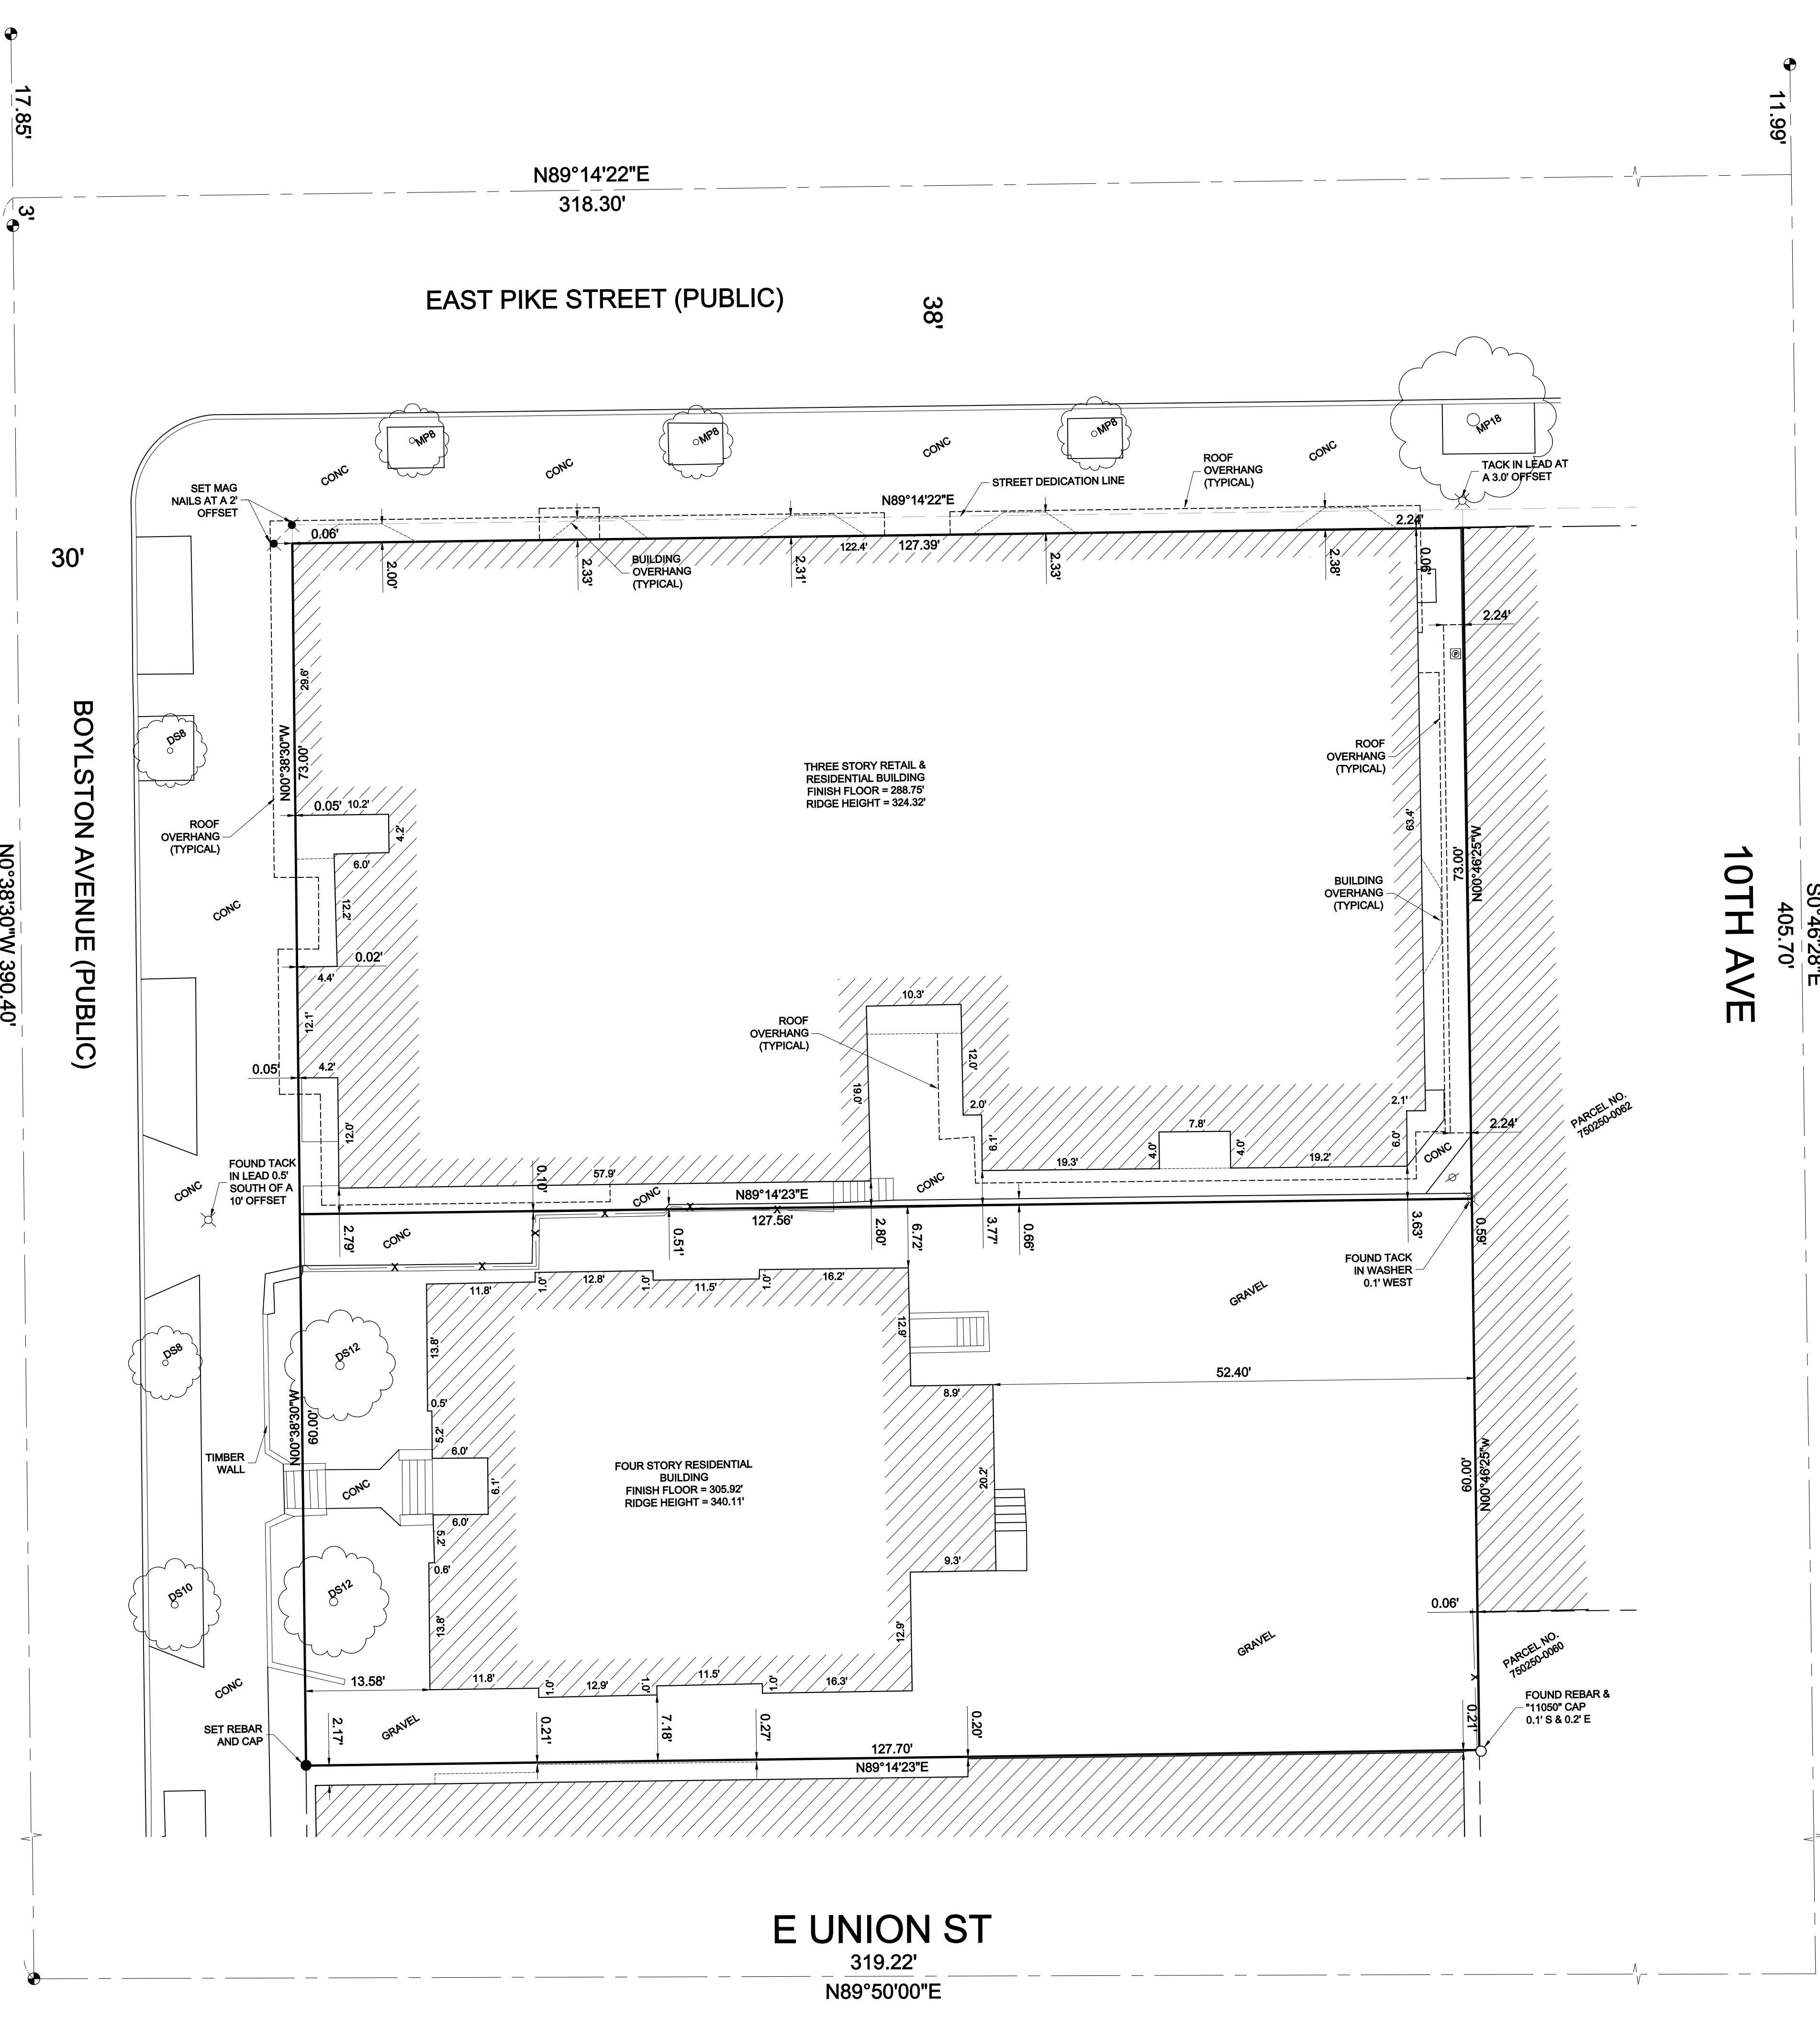 17.85'
11.99'
N89°14'22"E
318.30'
3'
EAST PIKE STREET (PUBLIC)
38'
MP8
MP8
MP8
MP18
CONC
CONC
CONC
CONC
ROOF
OVERHANG
(TYPICAL)
TACK IN LEAD AT
A 3.0' OFFSET
STREET DEDICATION LINE
SET MAG
NAILS AT A 2'
OFFSET
N89°14'22"E
0.06'
2.24'
122.4'
127.39'
30'
2.00'
2.33'
BUILDING
OVERHANG
(TYPICAL)
2.31'
2.33'
2.38'
0.06'
2.24'
29.6'
DS8
BOYLSTON AVENUE (PUBLIC)
N00°38'30"W
73.00'
THREE STORY RETAIL &
RESIDENTIAL BUILDING
FINISH FLOOR = 288.75'
RIDGE HEIGHT = 324.32'
ROOF
OVERHANG
(TYPICAL)
0.05'
10.2'
4.2'
6.0'
ROOF
OVERHANG
(TYPICAL)
63.4'
73.00'
N00°46'25"W
10TH AVE
S0°46'28"E
405.70'
N0°38'30"W 390.40'
BUILDING
OVERHANG
(TYPICAL)
CONC
12.2'
0.02'
4.4'
10.3'
12.1'
ROOF
OVERHANG
(TYPICAL)
12.0'
0.05'
4.2'
19.0'
2.0'
2.1'
7.8'
2.24'
PARCEL NO.
750250-0062
12.0'
6.1'
4.0'
4.0'
6.0'
19.3'
19.2'
CONC
FOUND TACK
IN LEAD 0.5'
SOUTH OF A
10' OFFSET
CONC
57.9'
0.10'
CONC
N89°14'23"E
CONC
127.56'
2.79'
CONC
X
X
X
X
X
X
0.51'
2.80'
6.72'
3.77'
0.66'
3.63'
0.59'
FOUND TACK
IN WASHER
0.1' WEST
GRAVEL
11.8'
1.0'
12.8'
1.0'
11.5'
1.0'
16.2'
12.9'
DS8
DS12
13.8'
52.40'
8.9'
0.5'
N00°38'30"W
60.00'
5.2'
6.0'
TIMBER
WALL
CONC
6.1'
FOUR STORY RESIDENTIAL
BUILDING
FINISH FLOOR = 305.92'
RIDGE HEIGHT = 340.11'
20.2'
60.00'
N00°46'25"W
6.0'
5.2'
0.6'
9.3'
DS10
DS12
13.8'
12.9'
0.06'
GRAVEL
PARCEL NO.
750250-0060
CONC
13.58'
11.8'
1.0'
12.9'
1.0'
11.5'
1.0'
16.3'
X
FOUND REBAR &
"11050" CAP
0.1' S & 0.2' E
SET REBAR
AND CAP
2.17'
GRAVEL
0.21'
7.18'
0.27'
0.20'
0.21'
127.70'
N89°14'23"E
E UNION ST
319.22'
N89°50'00"E